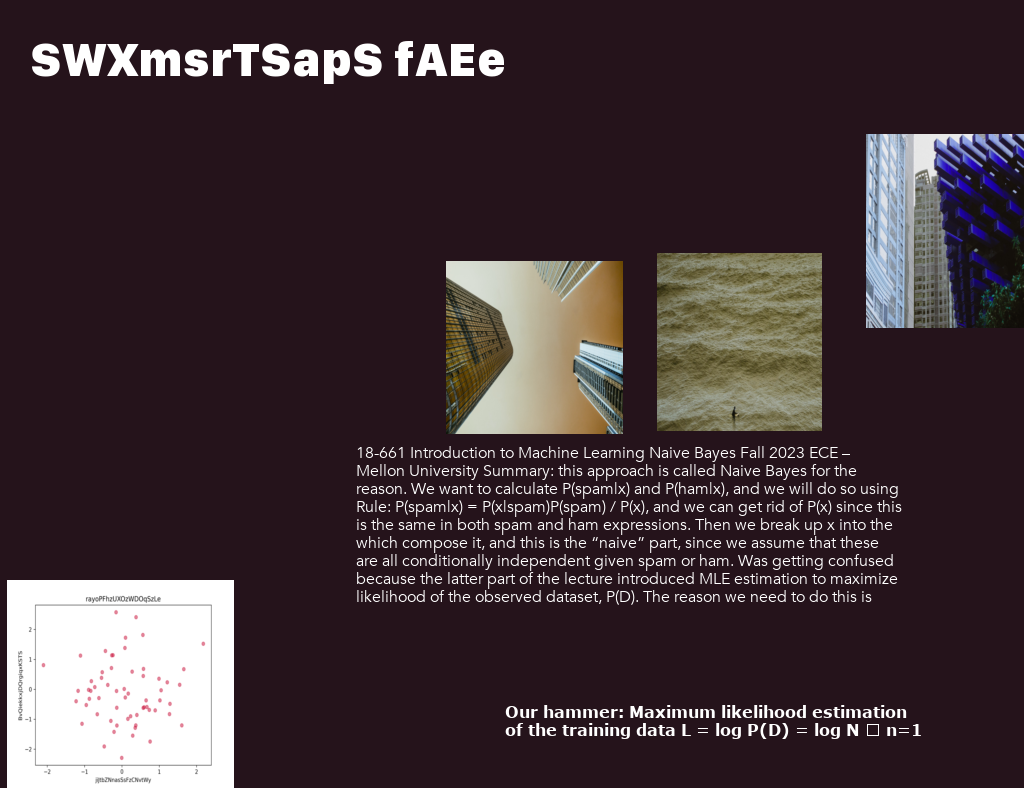 SWXmsrTSapS fAEe
18-661 Introduction to Machine Learning Naive Bayes Fall 2023 ECE –
Mellon University Summary: this approach is called Naive Bayes for the
reason. We want to calculate P(spam|x) and P(ham|x), and we will do so using
Rule: P(spam|x) = P(x|spam)P(spam) / P(x), and we can get rid of P(x) since this
is the same in both spam and ham expressions. Then we break up x into the
which compose it, and this is the “naive” part, since we assume that these
are all conditionally independent given spam or ham. Was getting confused
because the latter part of the lecture introduced MLE estimation to maximize
likelihood of the observed dataset, P(D). The reason we need to do this is
rayoPFhzUXOzWDOqSzLe
2
1
0
−1
−2
−2 −1 0 1 2
Our hammer: Maximum likelihood estimation
of the training data L = log P(D) = log N □ n=1